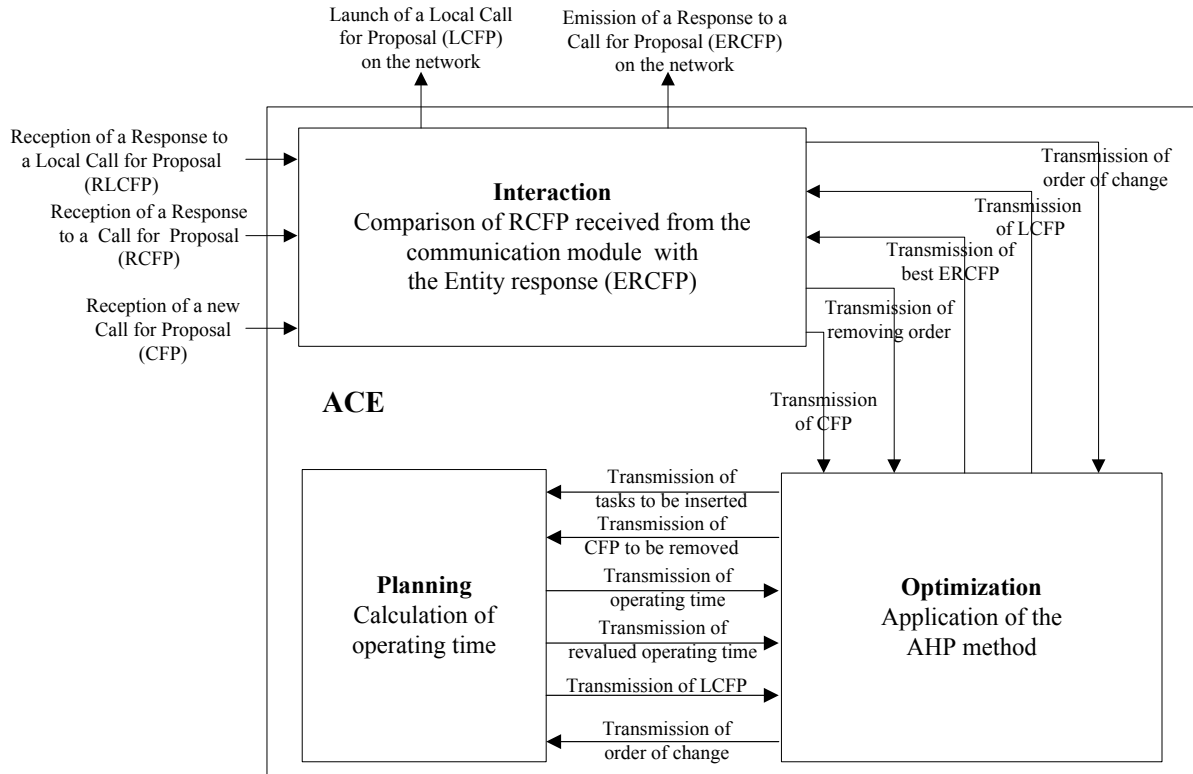 Launch of a Local Call
for Proposal (LCFP)
on the network
Emission of a Response to a
Call for Proposal (ERCFP)
on the network
Reception of a Response to
a Local Call for Proposal
(RLCFP)
Reception of a Response
to a Call for Proposal
(RCFP)
Reception of a new
Call for Proposal
(CFP)
Interaction
Comparison of RCFP received from the
communication module with
the Entity response (ERCFP)
Transmission of
order of change
Transmission
of LCFP
Transmission of
best ERCFP
Transmission of
removing order
Transmission
of CFP
ACE
Planning
Calculation of
operating time
Transmission of
tasks to be inserted
Transmission of
CFP to be removed
Transmission of
operating time
Transmission of
revalued operating time
Transmission of LCFP
Transmission of
order of change
Optimization
Application of the
AHP method